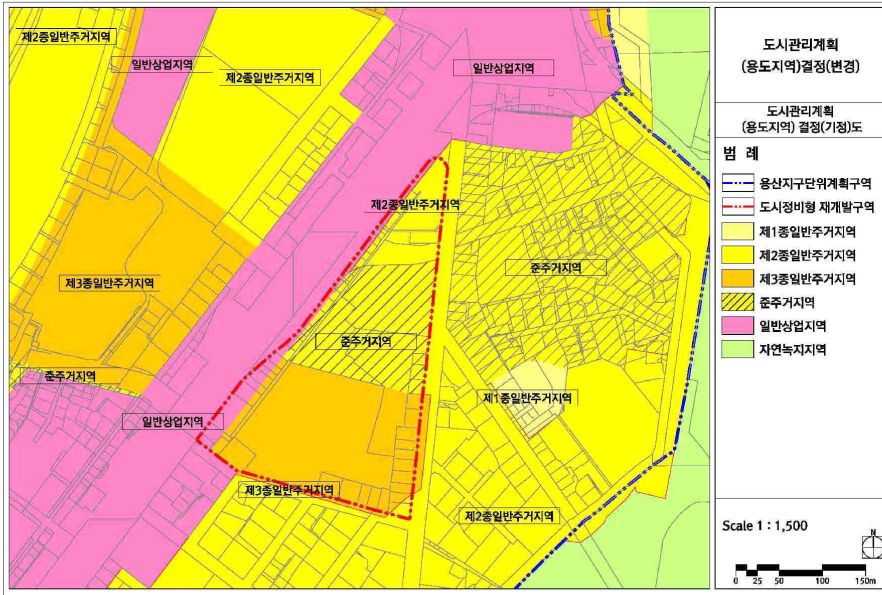 제2종일반주거지역
일반상업지역
제2종일반주거지역
일반상업지역
제2종일반주거지역
준주거지역
제3종일반주거지역
준주거지역
준주거지역
제1종일반주거지역
일반상업지역
제3종일반주거지역
제2종일반주거지역
도시관리계획
(용도지역)결정(변경)
도시관리계획
(용도지역) 결정(기정)도
범 례
용산지구단위계획구역
도시정비형 재개발구역
제1종일반주거지역
제2종일반주거지역
제3종일반주거지역
준주거지역
일반상업지역
자연녹지지역
Scale 1 : 1,500
N
0 25 50 100 150m